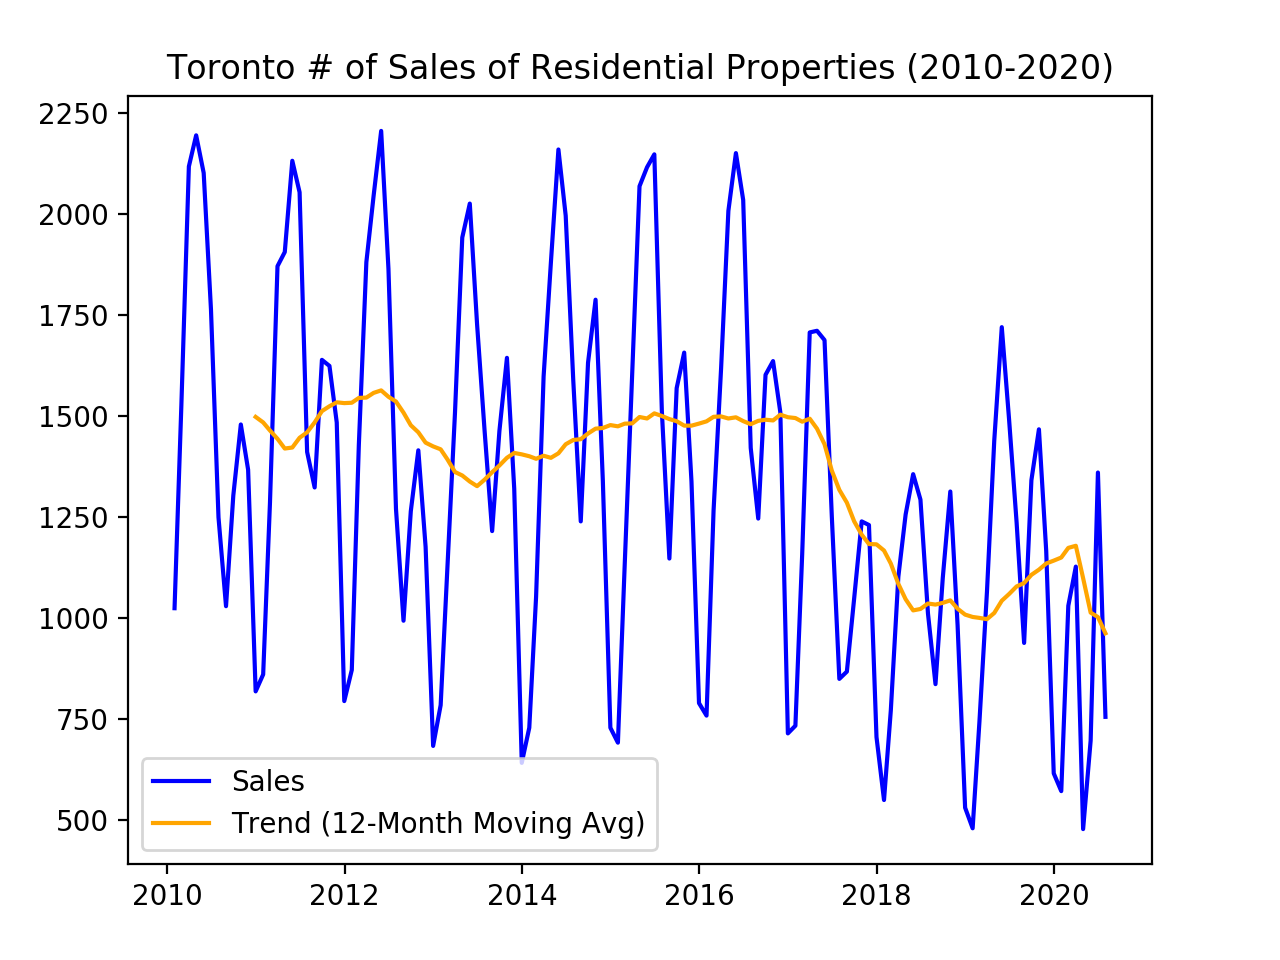 Toronto # of Sales of Residential Properties (2010-2020)
2250
2000
1750
1500
1250
1000
750
500
Sales
Trend (12-Month Moving Avg)
2010 2012 2014 2016 2018 2020